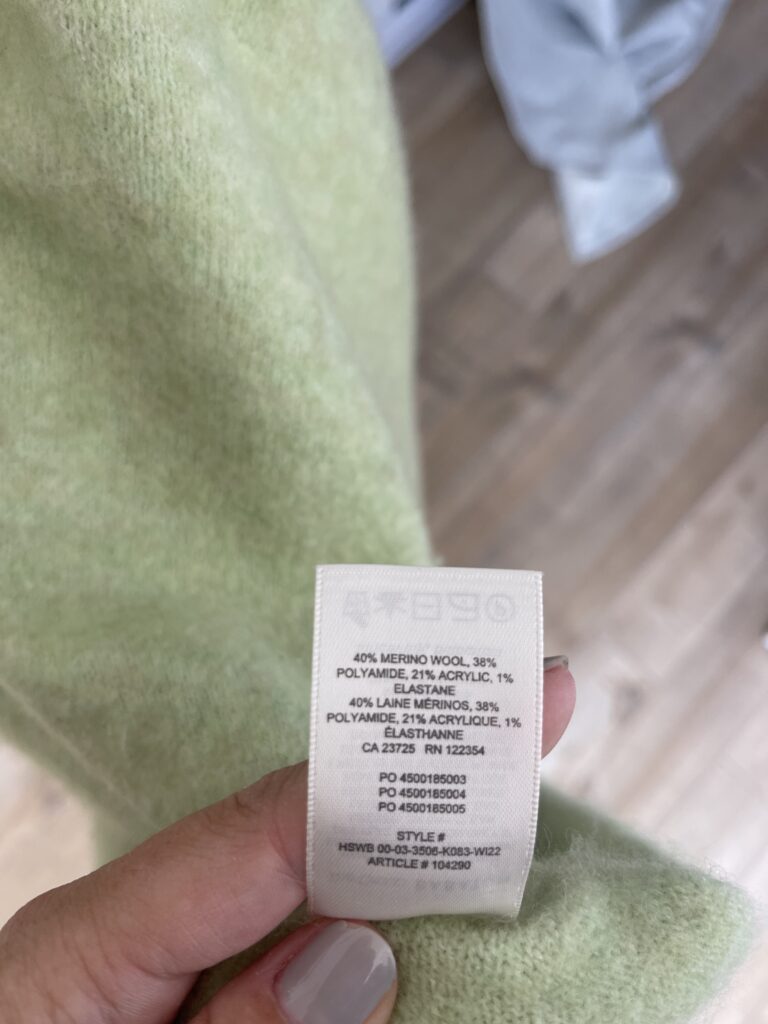 40% MERINO WOOL, 38%
POLYAMIDE, 21% ACRYLIC, 1%
ELASTANE
40% LAINE MÉRINOS, 38%
POLYAMIDE, 21% ACRYLIQUE, 1%
ÉLASTHANNE
CA 23725 RN 122354
PO 4500185003
PO 4500185004
PO 4500185005
STYLE #
HSWB 00-03-3506-K083-WI22
ARTICLE # 104290